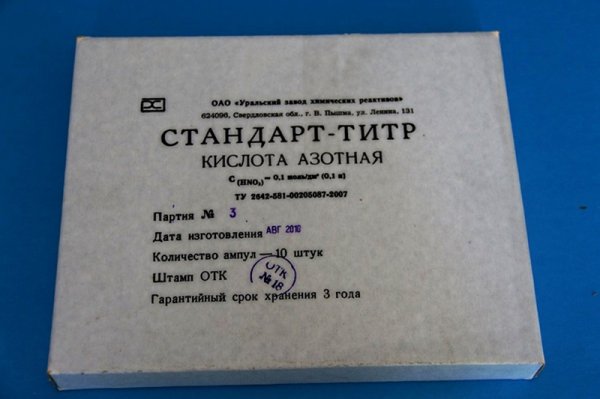 ОАО «Уральский завод химических реактивов»
624096, Свердловская обл., г. В. Пышма, ул. Ленина, 131
СТАНДАРТ-ТИТР
КИСЛОТА АЗОТНАЯ
C (HNO₃) = 0,1 моль/дм³ (0,1 н)
ТУ 2642-581-00205087-2007
Партия № 3
Дата изготовления АВГ 2010
Количество ампул — 10 штук
Штамп ОТК ОТК № 18
Гарантийный срок хранения 3 года